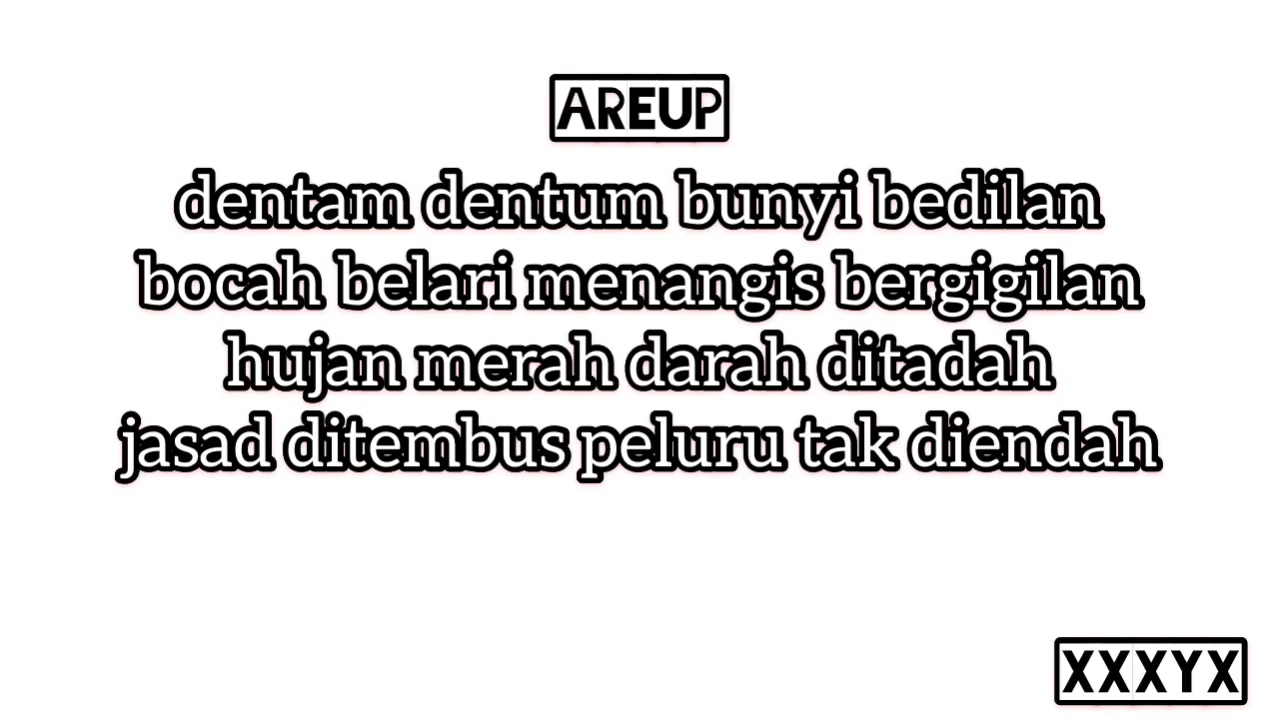 AREUP
dentam dentum bunyi bedilan
bocah belari menangis bergigilan
hujan merah darah ditadah
jasad ditembus peluru tak diendah
XXXYX